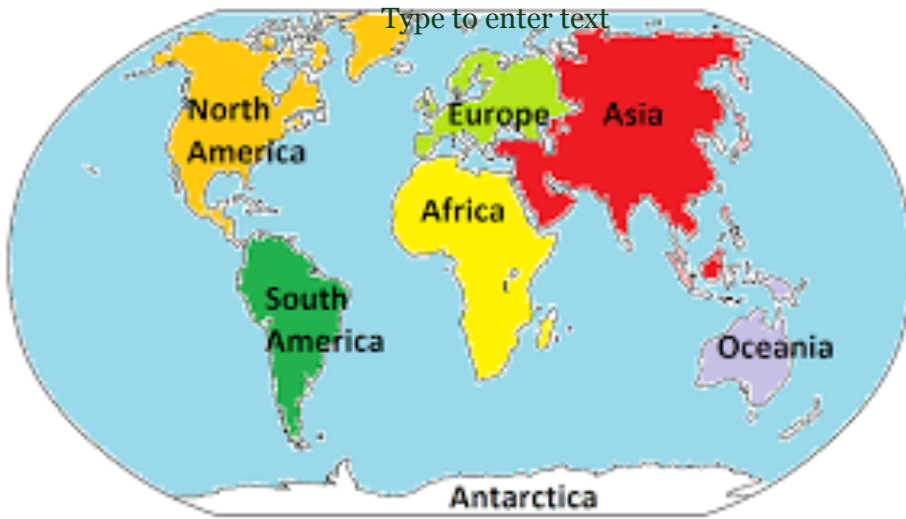 Type to enter text
North
America
Europe
Asia
Africa
South
America
Oceania
Antarctica